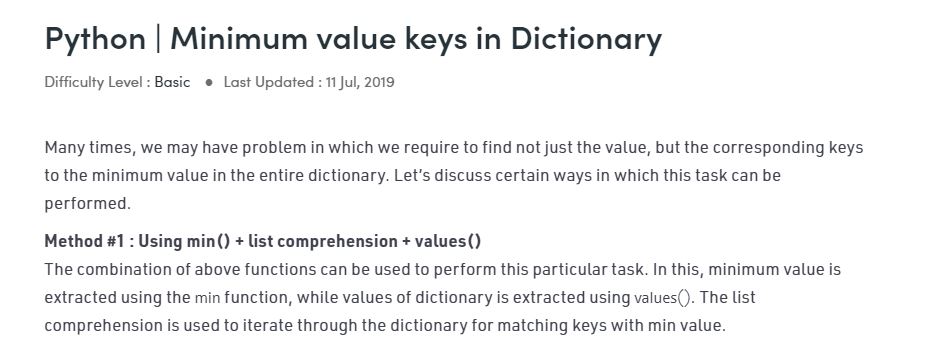 Python | Minimum value keys in Dictionary
Difficulty Level : Basic ● Last Updated : 11 Jul, 2019
Many times, we may have problem in which we require to find not just the value, but the corresponding keys
to the minimum value in the entire dictionary. Let’s discuss certain ways in which this task can be
performed.
Method #1 : Using min() + list comprehension + values()
The combination of above functions can be used to perform this particular task. In this, minimum value is
extracted using the min function, while values of dictionary is extracted using values(). The list
comprehension is used to iterate through the dictionary for matching keys with min value.